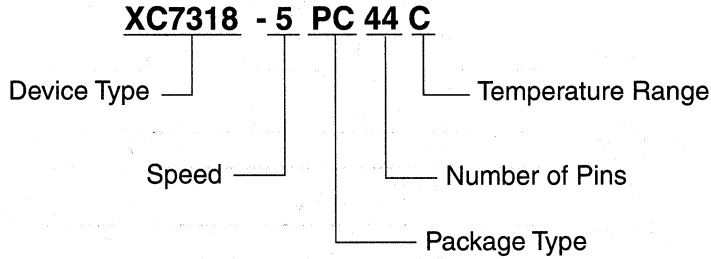 XC7318 -5 PC 44 C
Device Type
Temperature Range
Speed
Number of Pins
Package Type